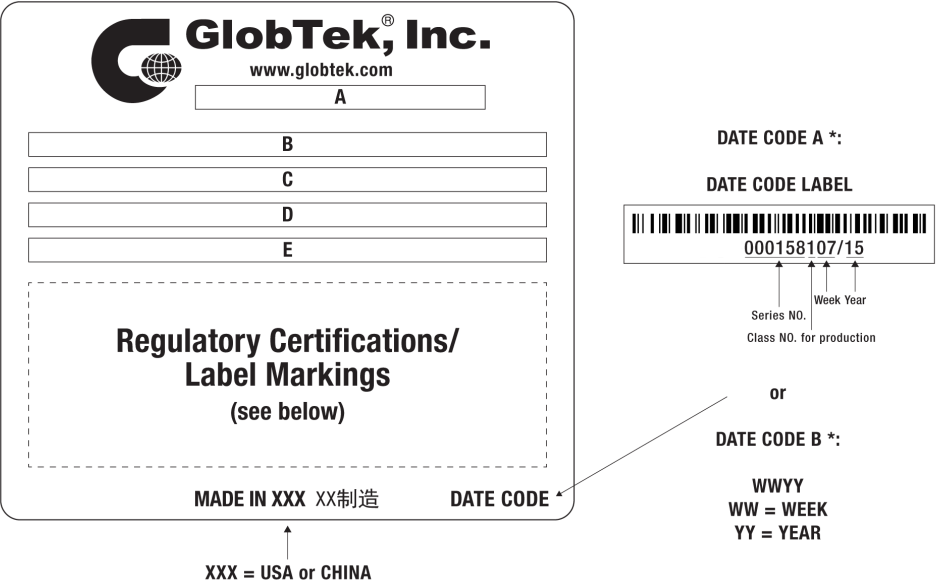 GlobTek, Inc.®
www.globtek.com
A
B
C
D
E
Regulatory Certifications/
Label Markings
(see below)
MADE IN XXX XX制造
DATE CODE
XXX = USA or CHINA
DATE CODE A *:
DATE CODE LABEL
000158107/15
Week Year
Series NO.
Class NO. for production
or
DATE CODE B *:
WWYY
WW = WEEK
YY = YEAR